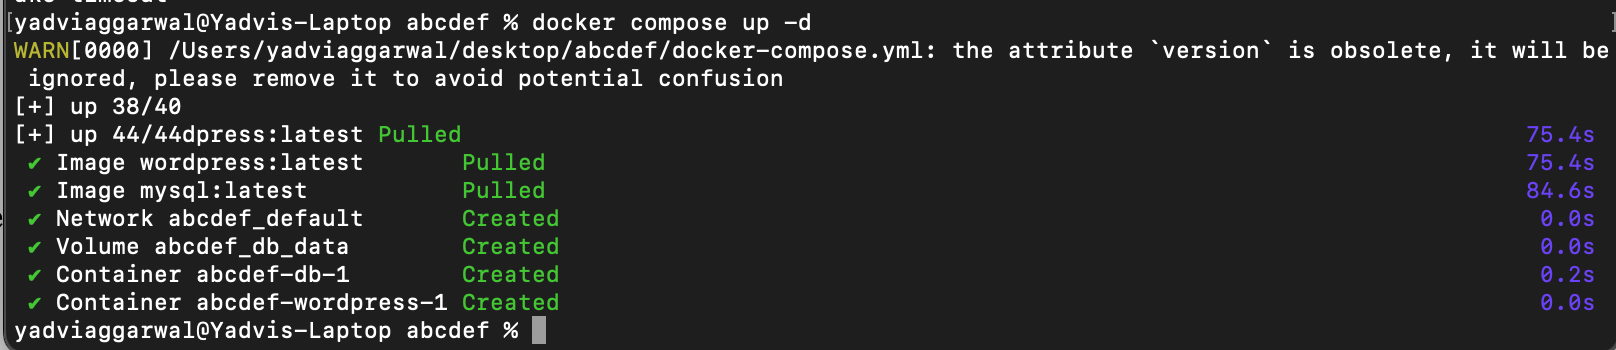 [yadviaggarwal@Yadvis-Laptop abcdef % docker compose up -d ]
WARN[0000] /Users/yadviaggarwal/desktop/abcdef/docker-compose.yml: the attribute `version` is obsolete, it will be
ignored, please remove it to avoid potential confusion
[+] up 38/40
[+] up 44/44dpress:latest Pulled 75.4s
✔ Image wordpress:latest Pulled 75.4s
✔ Image mysql:latest Pulled 84.6s
✔ Network abcdef_default Created 0.0s
✔ Volume abcdef_db_data Created 0.0s
✔ Container abcdef-db-1 Created 0.2s
✔ Container abcdef-wordpress-1 Created 0.0s
yadviaggarwal@Yadvis-Laptop abcdef %